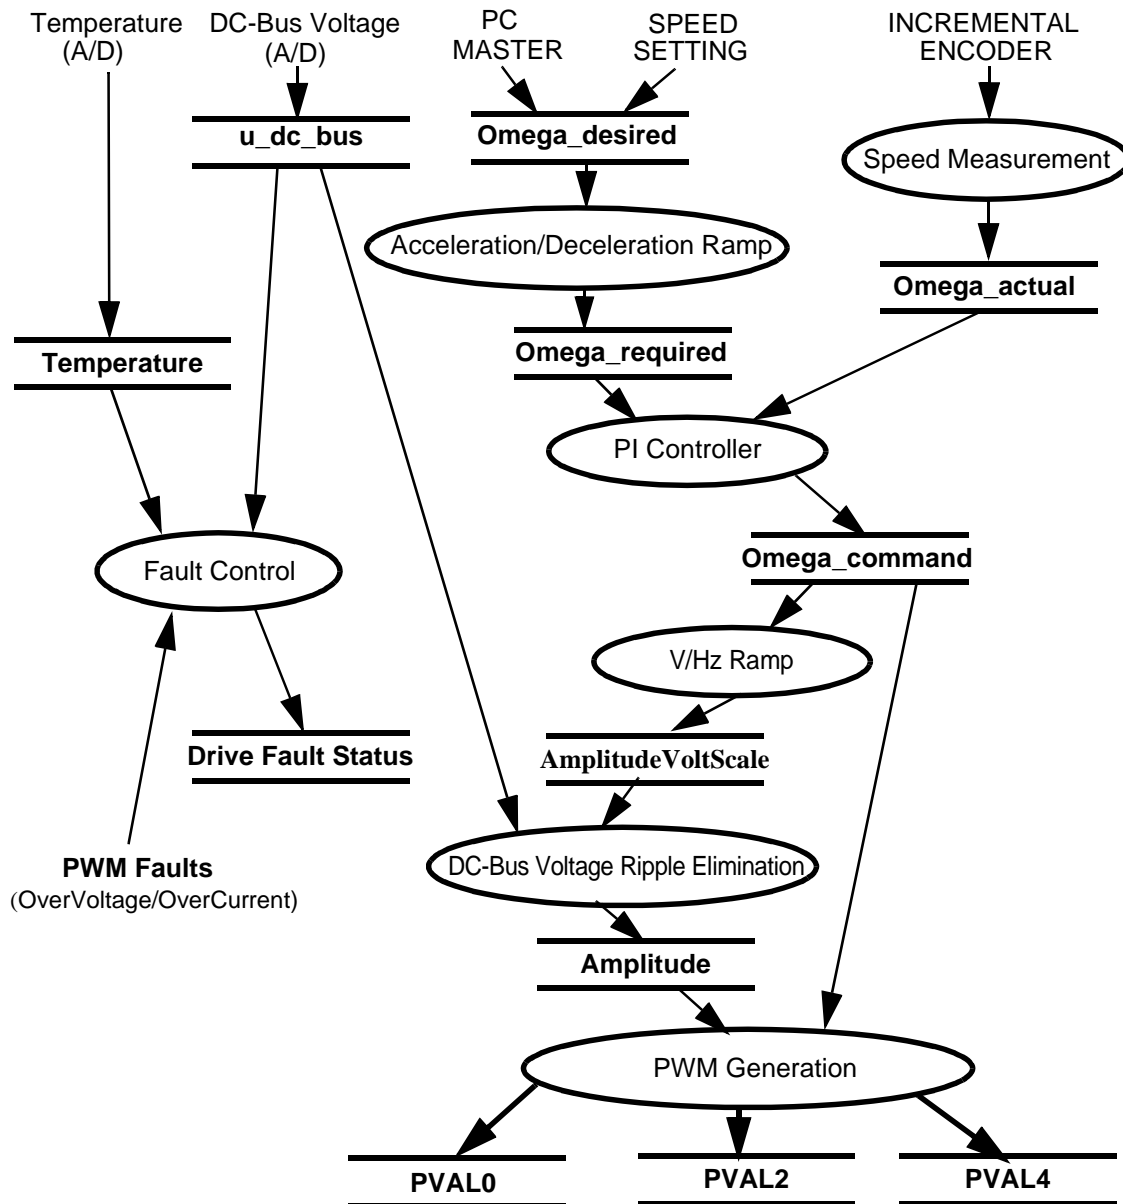 Temperature
(A/D)
DC-Bus Voltage
(A/D)
PC
MASTER
SPEED
SETTING
INCREMENTAL
ENCODER
u_dc_bus
Omega_desired
Speed Measurement
Acceleration/Deceleration Ramp
Omega_actual
Temperature
Omega_required
PI Controller
Omega_command
Fault Control
V/Hz Ramp
Drive Fault Status
AmplitudeVoltScale
PWM Faults
(OverVoltage/OverCurrent)
DC-Bus Voltage Ripple Elimination
Amplitude
PWM Generation
PVAL0
PVAL2
PVAL4